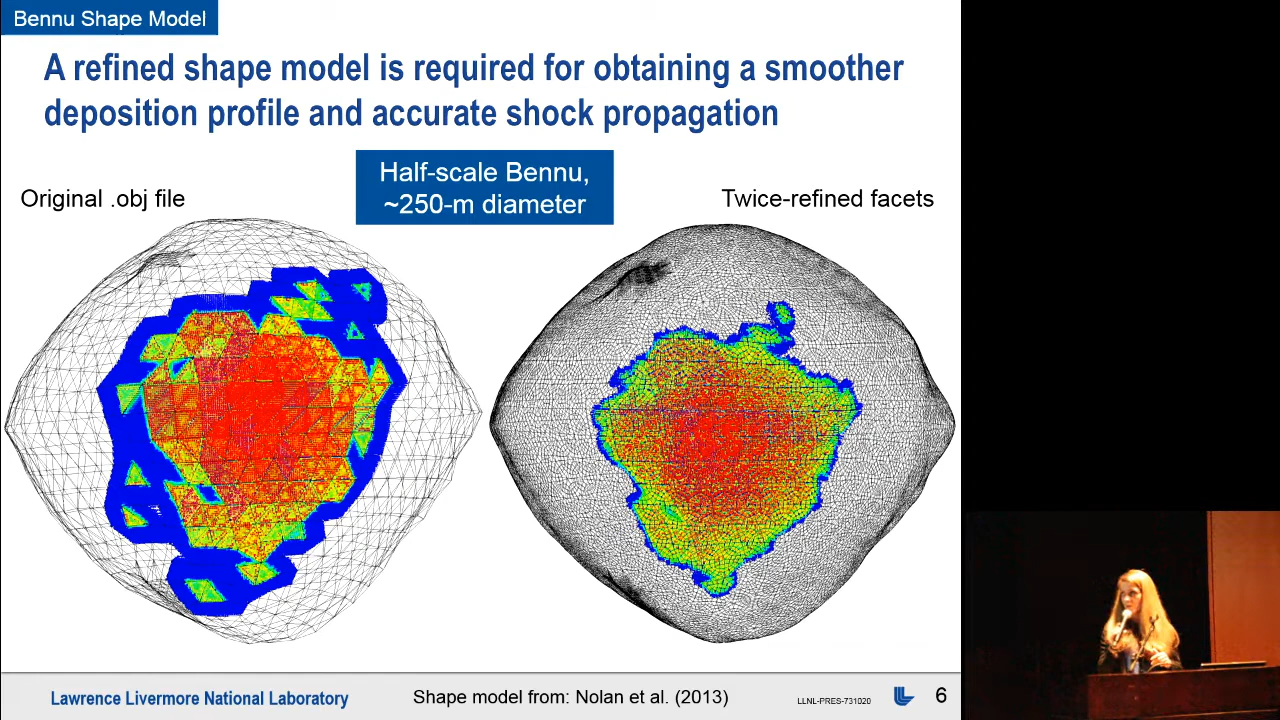 Bennu Shape Model
A refined shape model is required for obtaining a smoother
deposition profile and accurate shock propagation
Half-scale Bennu,
~250-m diameter
Original .obj file
Twice-refined facets
Lawrence Livermore National Laboratory
Shape model from: Nolan et al. (2013)
LLNL-PRES-731020
6